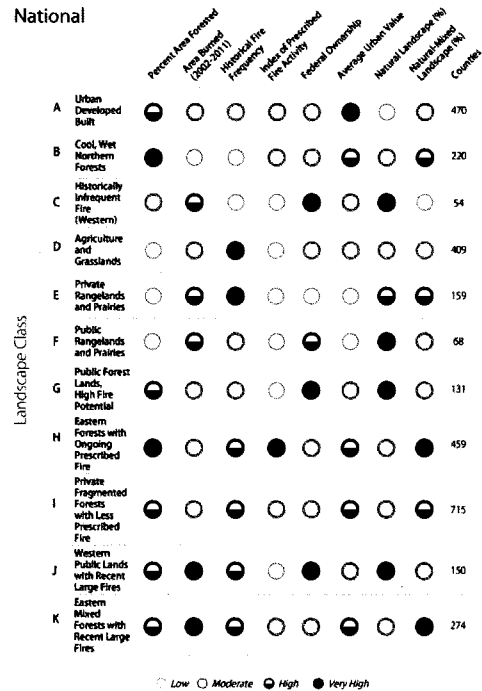 National
Percent Area Forested
Area Burned
(2002-2011)
Historical Fire
Frequency
Index of Prescribed
Fire Activity
Federal Ownership
Average Urban Value
Natural Landscape (%)
Natural-Mixed
Landscape (%)
Counties
Landscape Class
A
Urban
Developed
Built
470
B
Cool, Wet
Northern
Forests
220
C
Historically
Infrequent
Fire
(Western)
54
D
Agriculture
and
Grasslands
409
E
Private
Rangelands
and Prairies
159
F
Public
Rangelands
and Prairies
68
G
Public Forest
Lands,
High Fire
Potential
131
H
Eastern
Forests with
Ongoing
Prescribed
Fire
459
I
Private
Fragmented
Forests
with Less
Prescribed
Fire
715
J
Western
Public Lands
with Recent
Large Fires
150
K
Eastern
Mixed
Forests with
Recent Large
Fires
274
Low Moderate High Very High